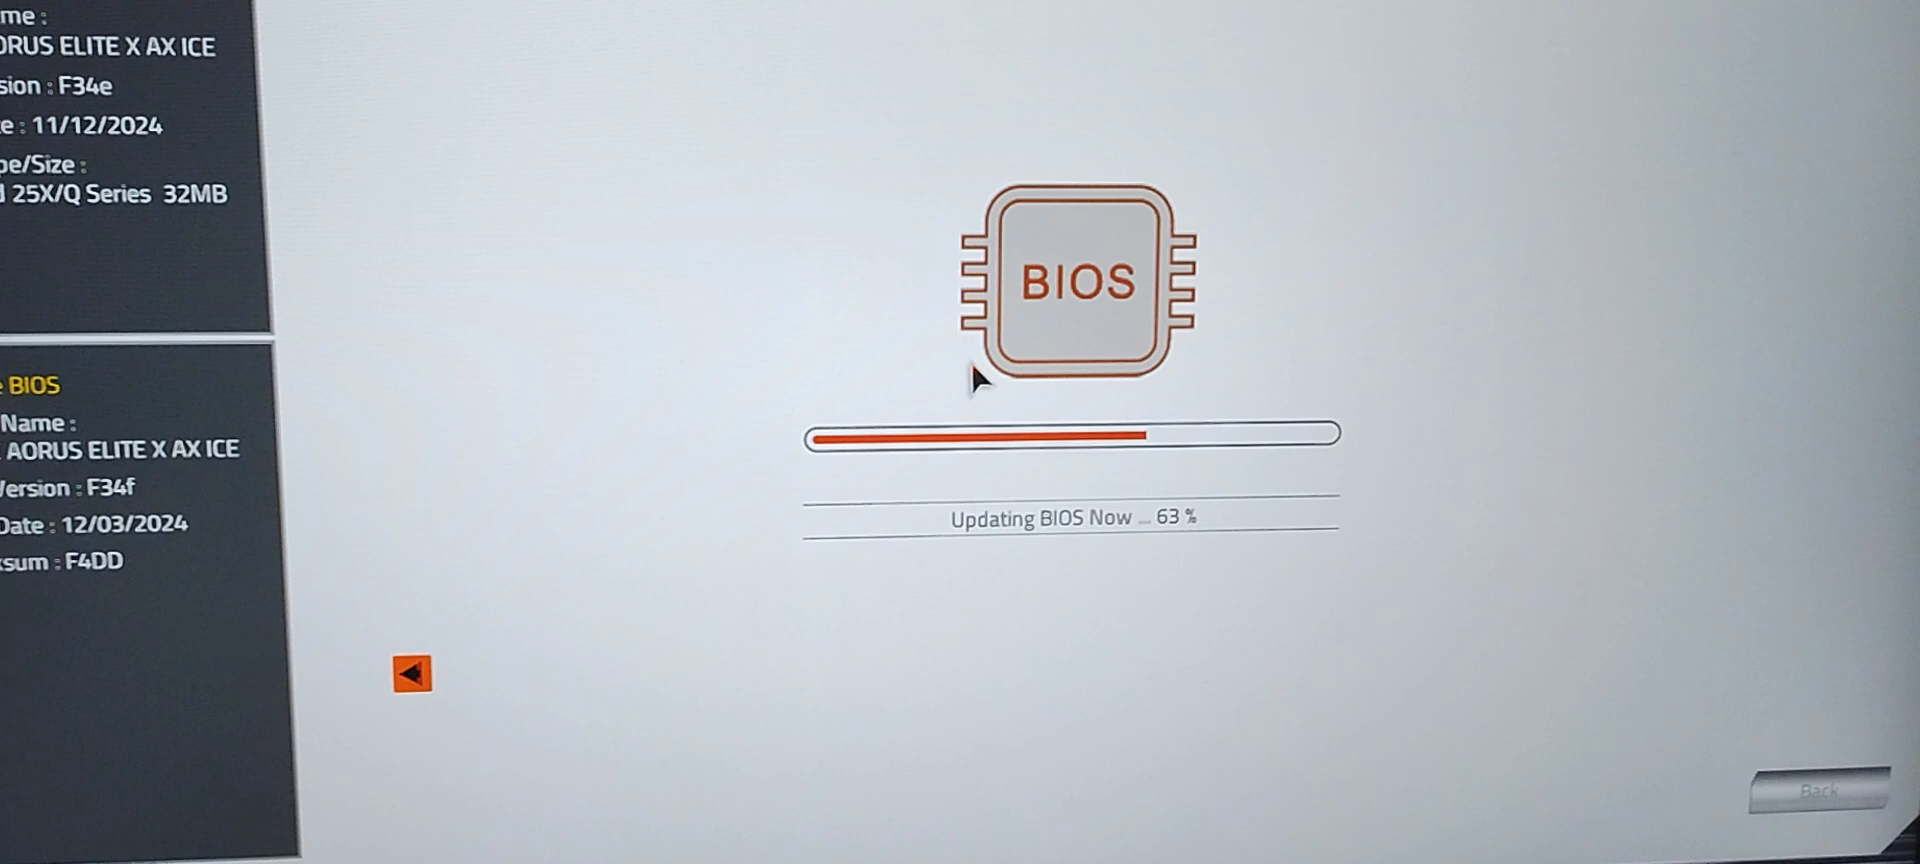 me :
ORUS ELITE X AX ICE
sion : F34e
e : 11/12/2024
pe/Size :
25X/Q Series 32MB
BIOS
Name :
AORUS ELITE X AX ICE
Version : F34f
Date : 12/03/2024
sum : F4DD
BIOS
Updating BIOS Now ... 63 %
Back